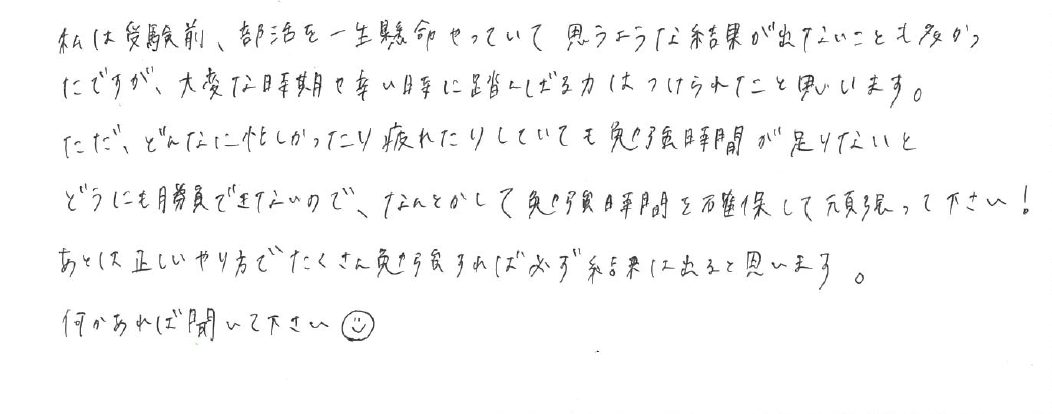 私は受験前、部活を一生懸命やっていて思うような結果が出ないことも多かっ
たですが、大変な時期や辛い時に踏んばる力はつけられたこと思います。
ただ、どんなに忙しかったり疲れたりしていても勉強時間が足りないと
どうにも勝負できないので、なんとかして勉強時間を確保して頑張って下さい！
あとは正しいやり方でたくさん勉強すれば必ず結果は出ると思います。
何かあれば聞いて下さい☺